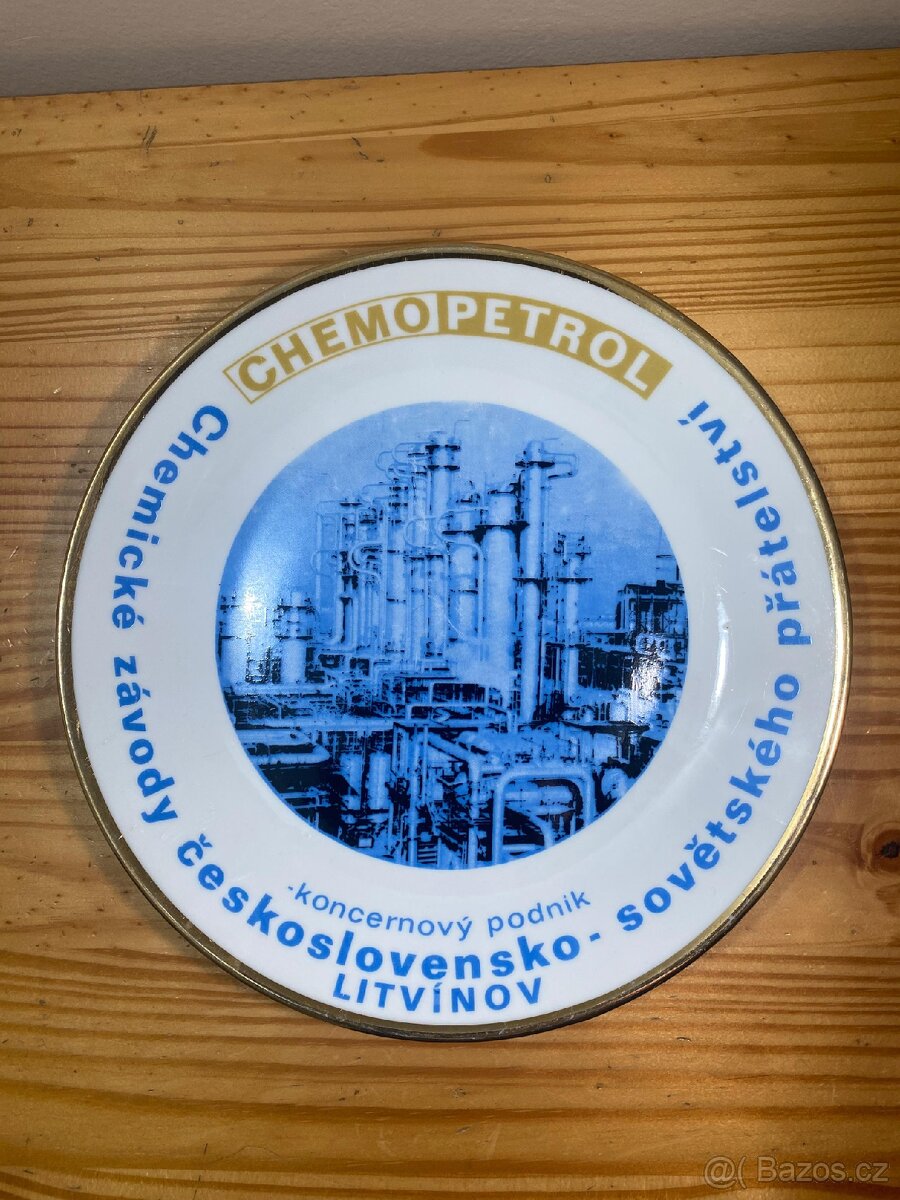 CHEMOPETROL
Chemické závody československo-sovětského přátelství
-koncernový podnik
LITVÍNOV
@( Bazos.cz